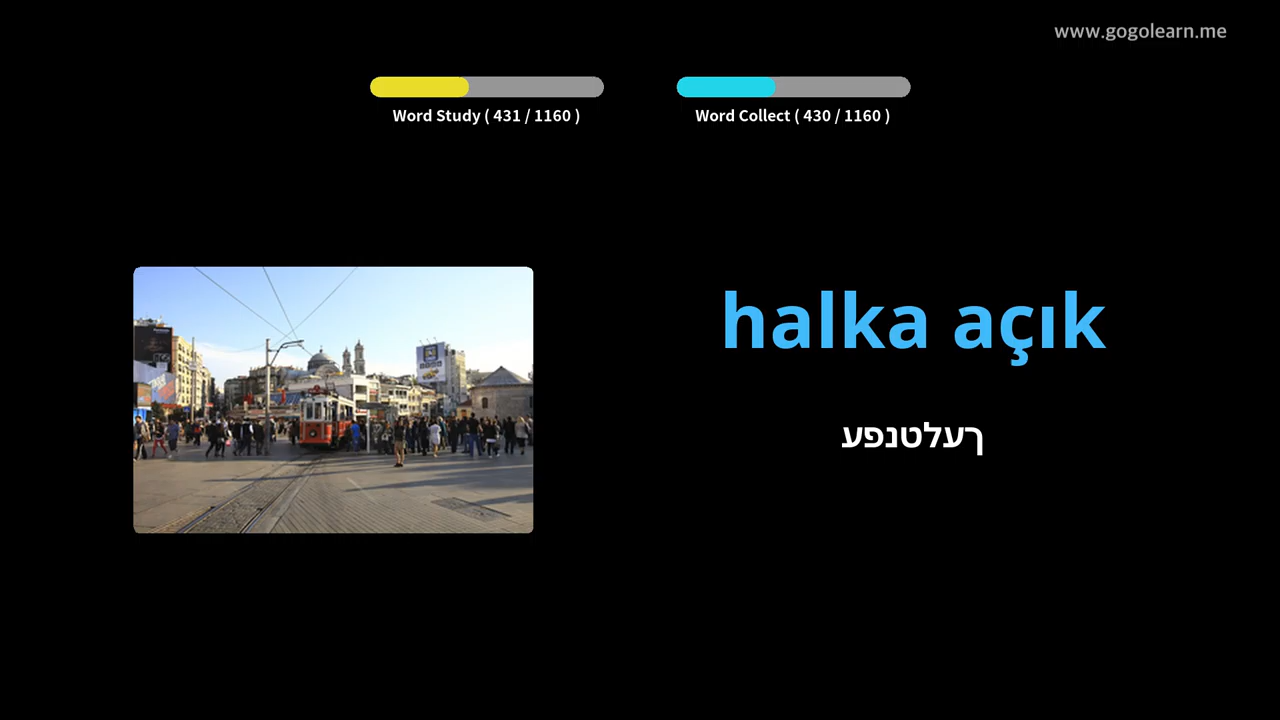 www.gogolearn.me
Word Study ( 431 / 1160 )
Word Collect ( 430 / 1160 )
halka açık
ךעלטנפע